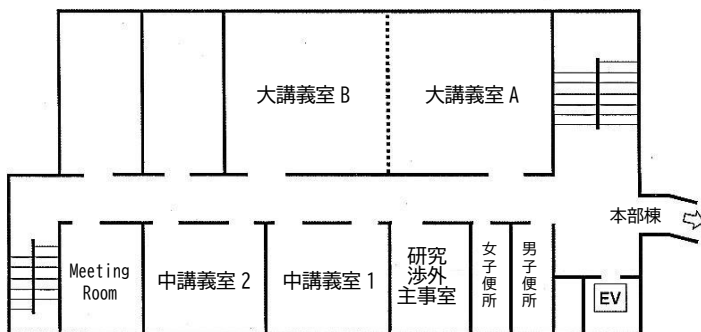 大講義室 B
大講義室 A
本部棟
Meeting
Room
中講義室 2
中講義室 1
研究
渉外
主事室
女子便所
男子便所
EV